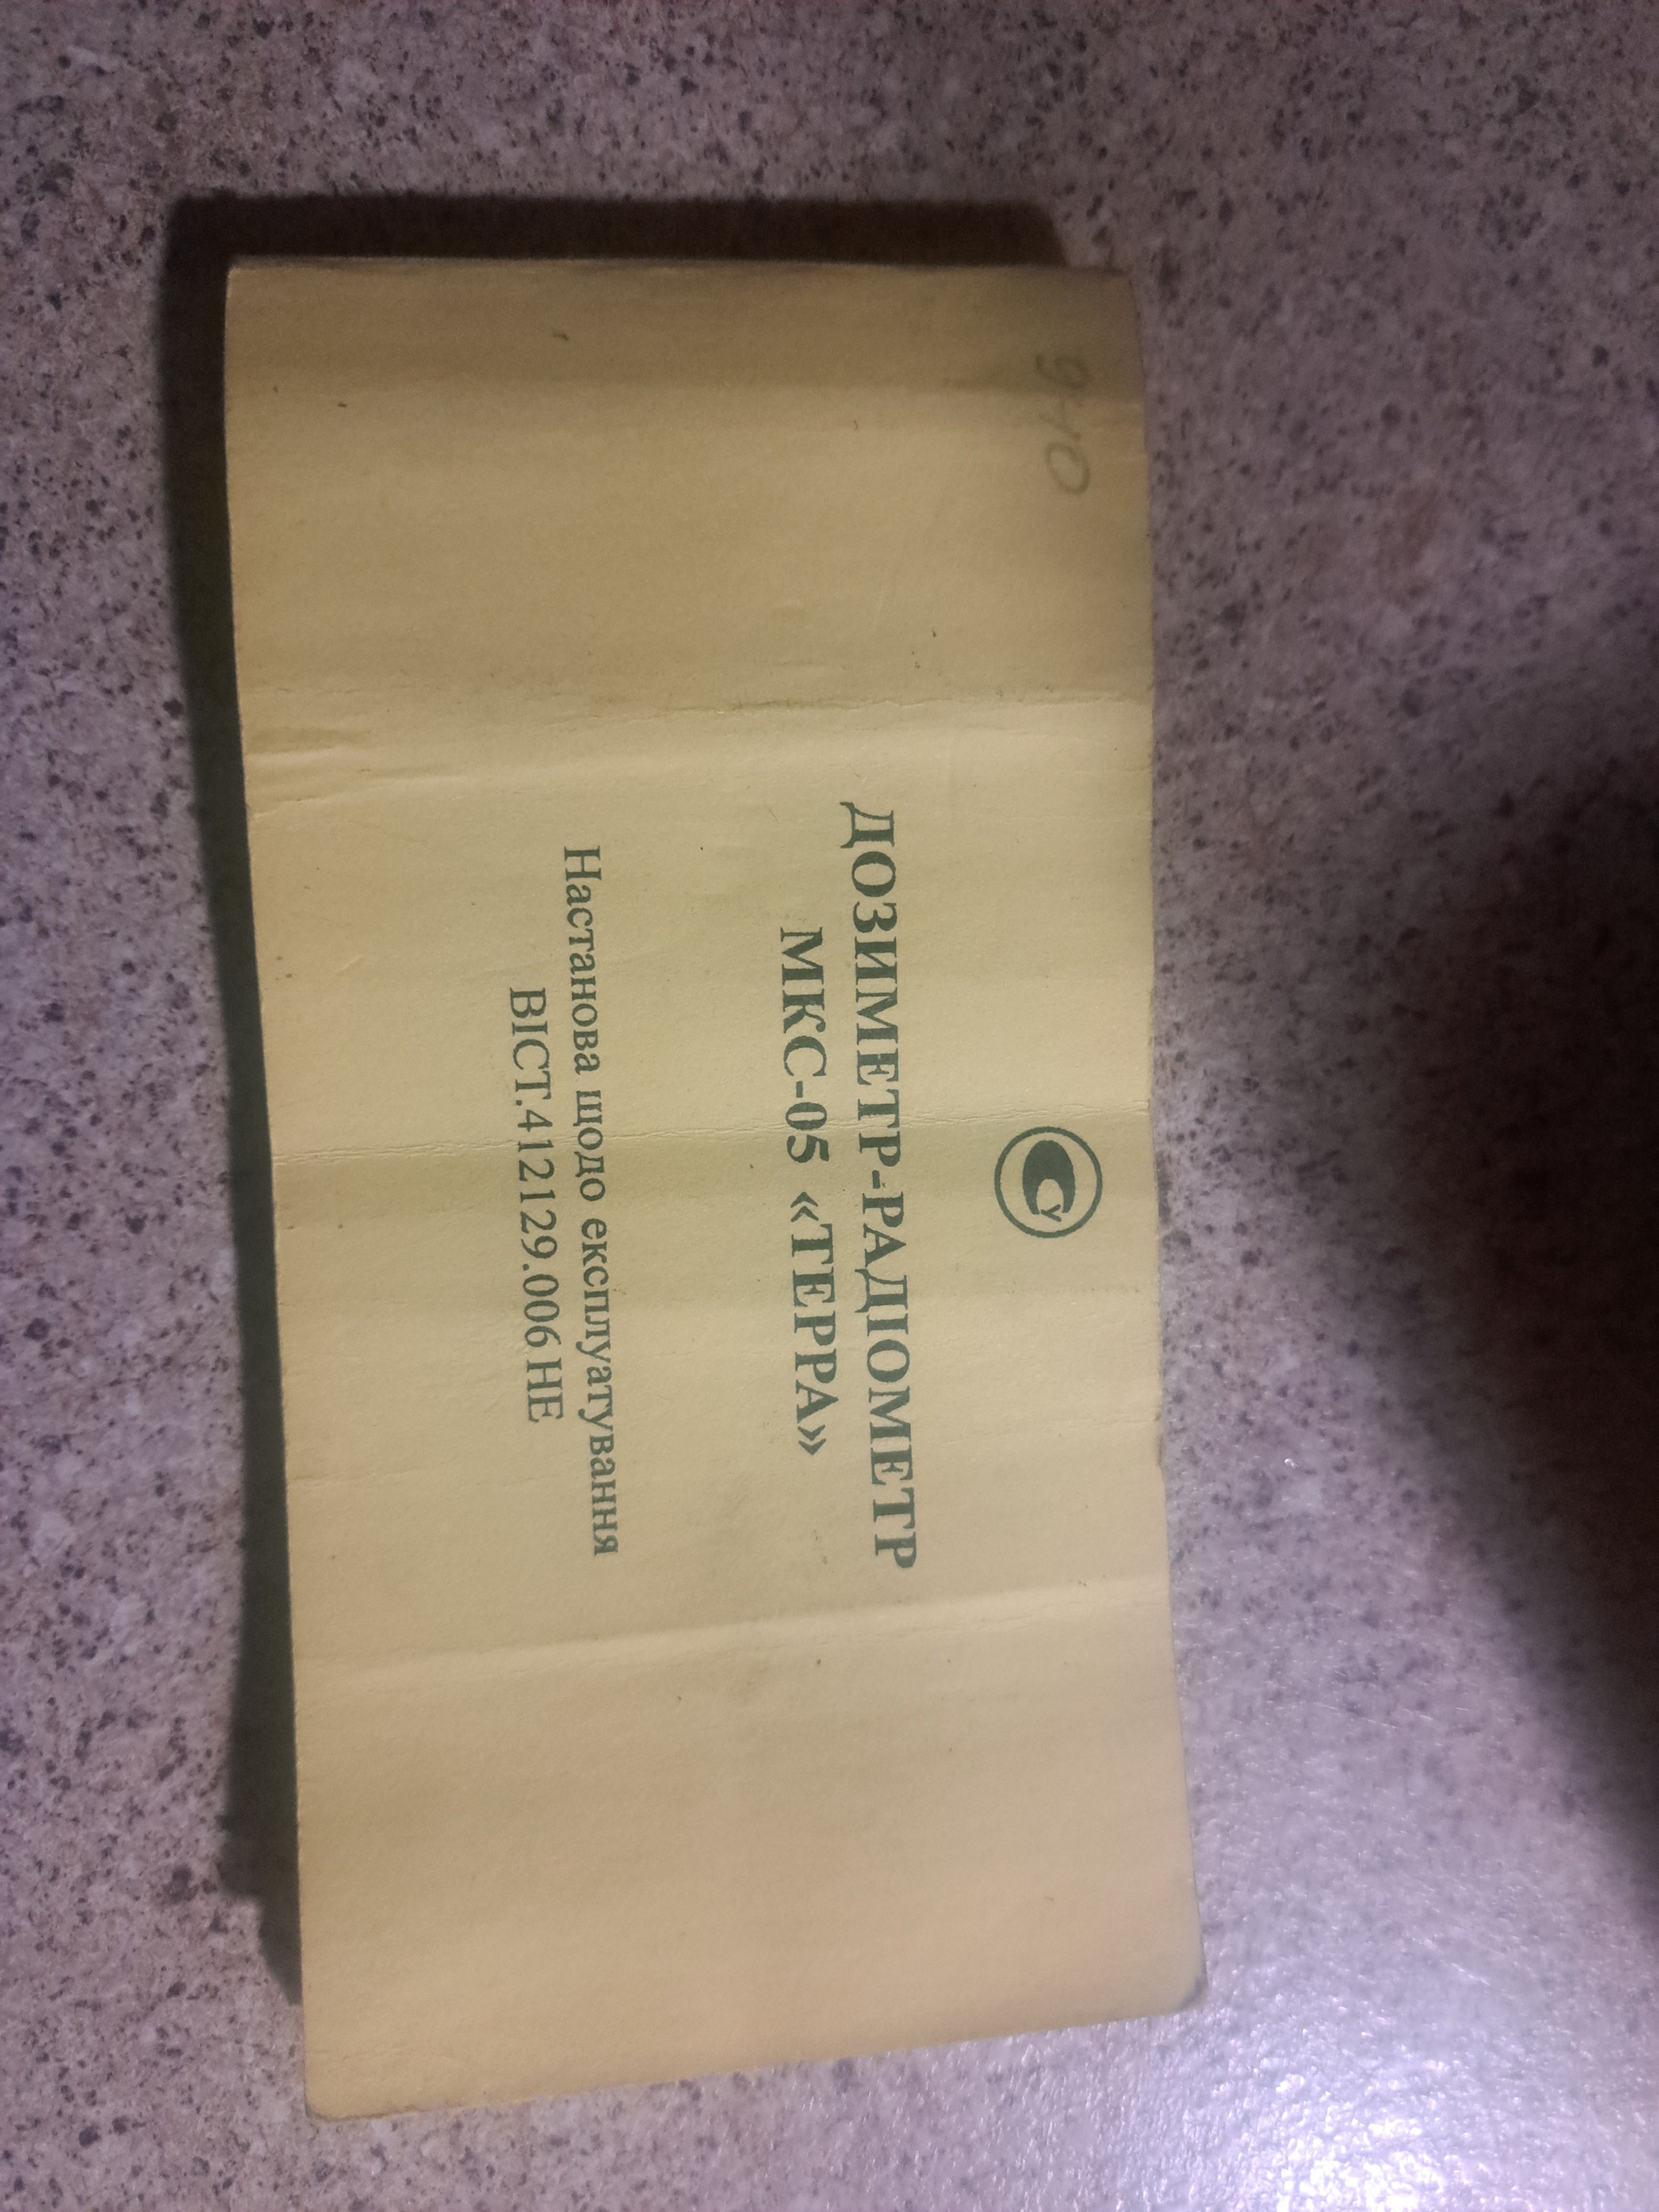 ДОЗИМЕТР-РАДІОМЕТР
МКС-05 «ТЕРРА»
Настанова щодо експлуатування
ВІСТ.412129.006 НЕ